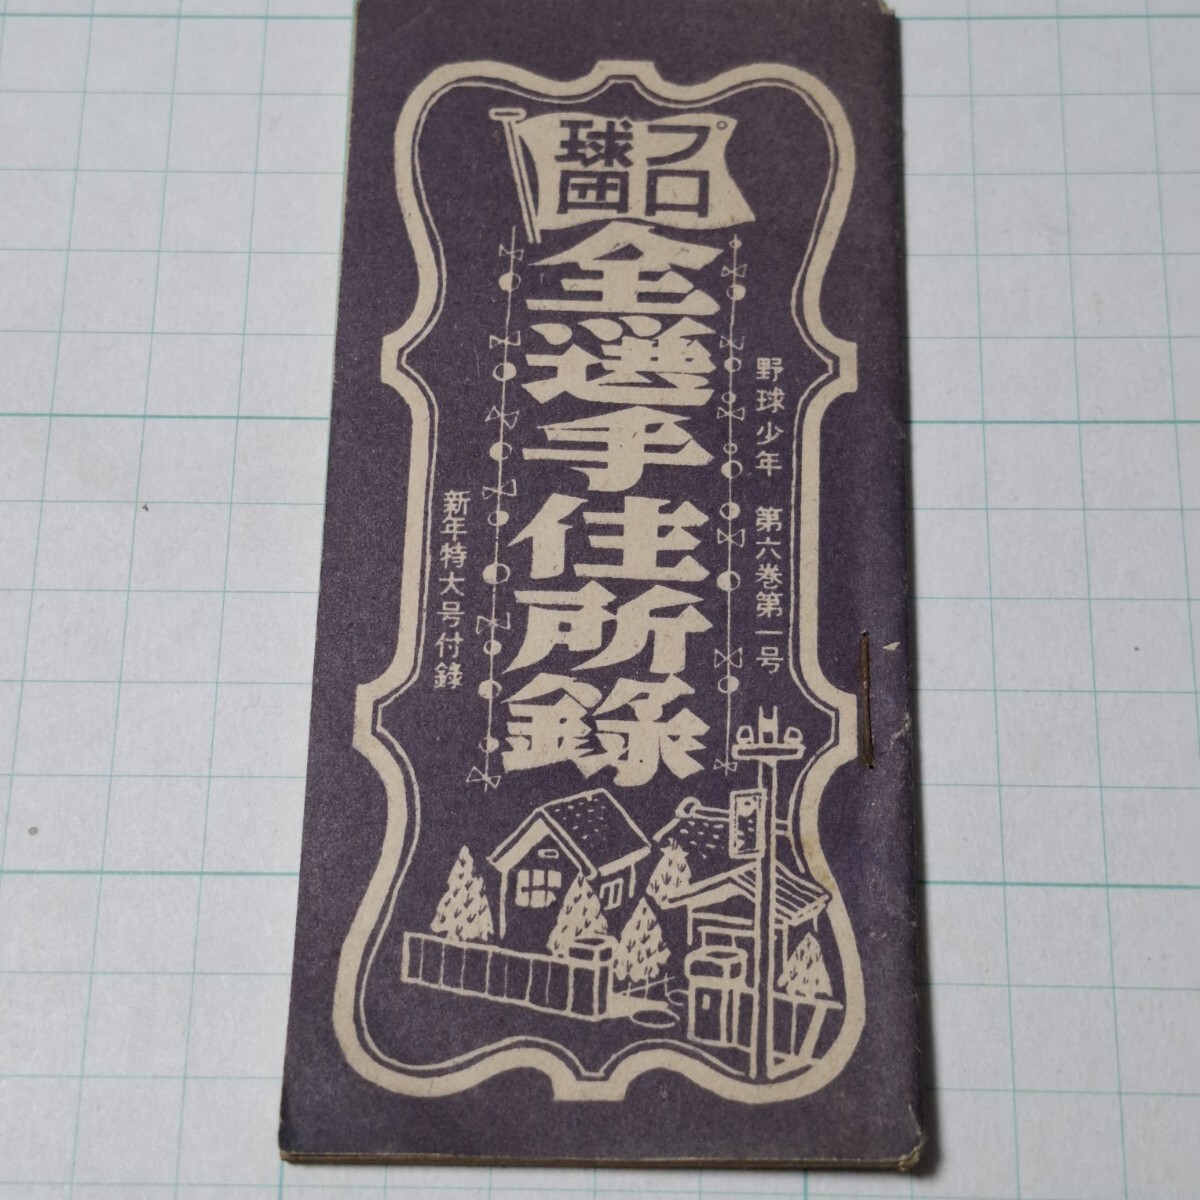 プロ
球団
全選手住所録
野球少年 第六巻第一号
新年特大号付録